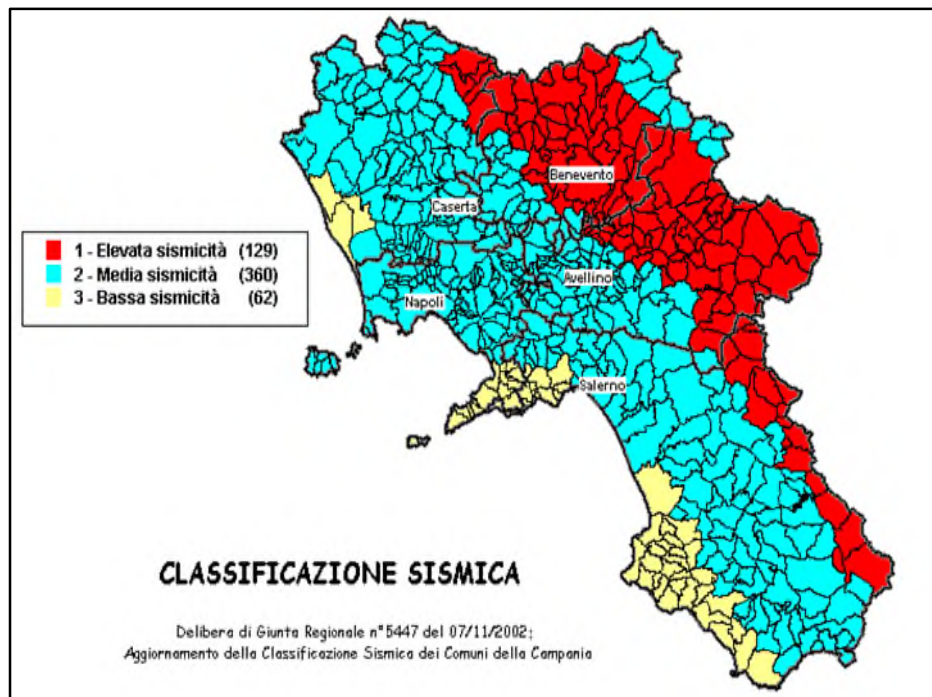 Benevento
Caserta
1 - Elevata sismicità (129)
2 - Media sismicità (360)
3 - Bassa sismicità (62)
Avellino
Napoli
Salerno
CLASSIFICAZIONE SISMICA
Delibera di Giunta Regionale n°5447 del 07/11/2002;
Aggiornamento della Classificazione Sismica dei Comuni della Campania